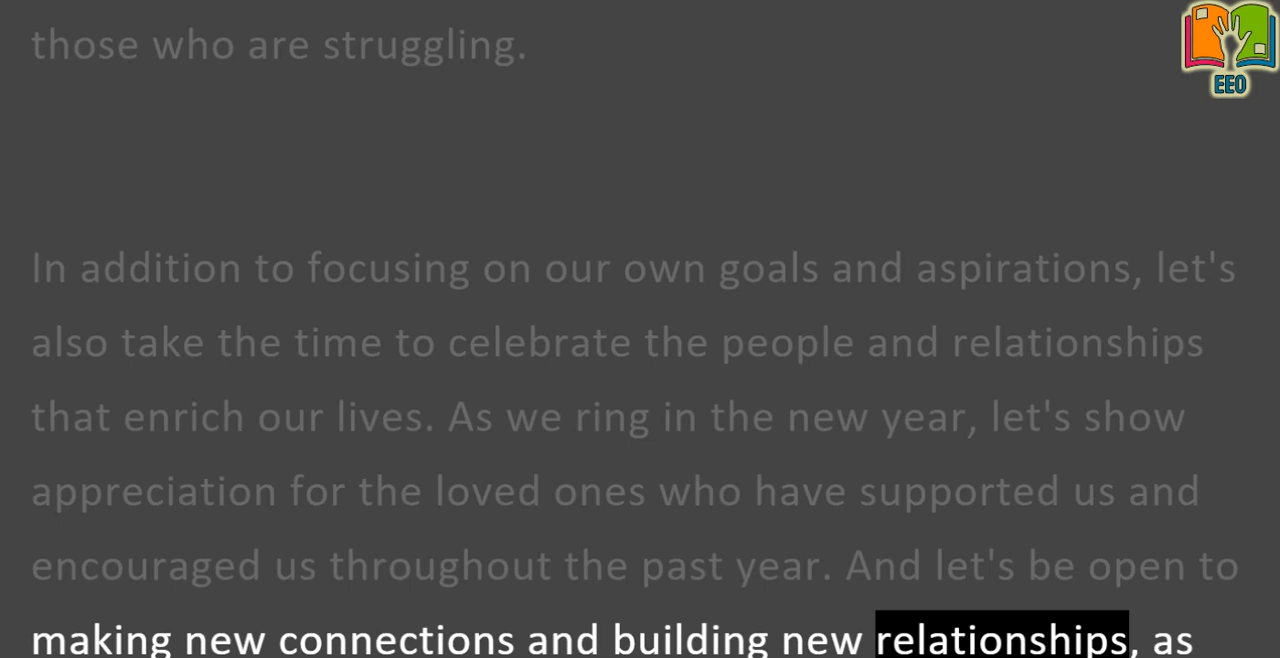 those who are struggling.
EEO
In addition to focusing on our own goals and aspirations, let's
also take the time to celebrate the people and relationships
that enrich our lives. As we ring in the new year, let's show
appreciation for the loved ones who have supported us and
encouraged us throughout the past year. And let's be open to
making new connections and building new relationships, as